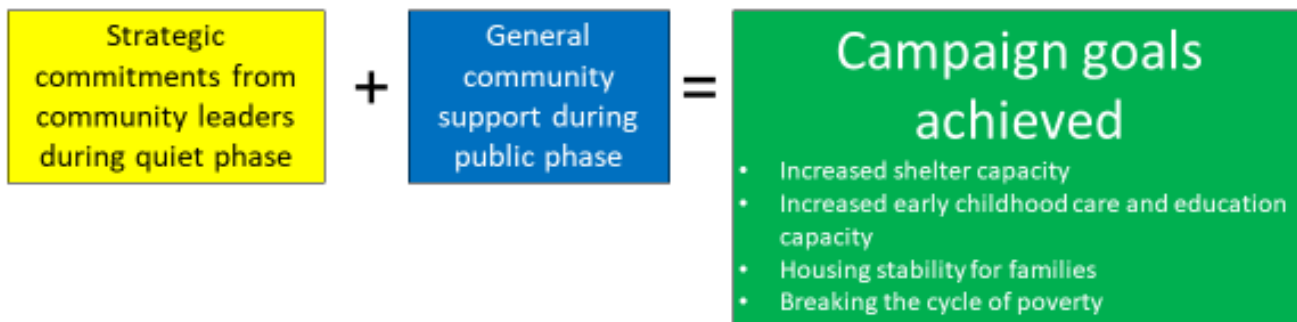 Strategic
commitments from
community leaders
during quiet phase
+
General
community
support during
public phase
=
Campaign goals
achieved
• Increased shelter capacity
• Increased early childhood care and education
capacity
• Housing stability for families
• Breaking the cycle of poverty